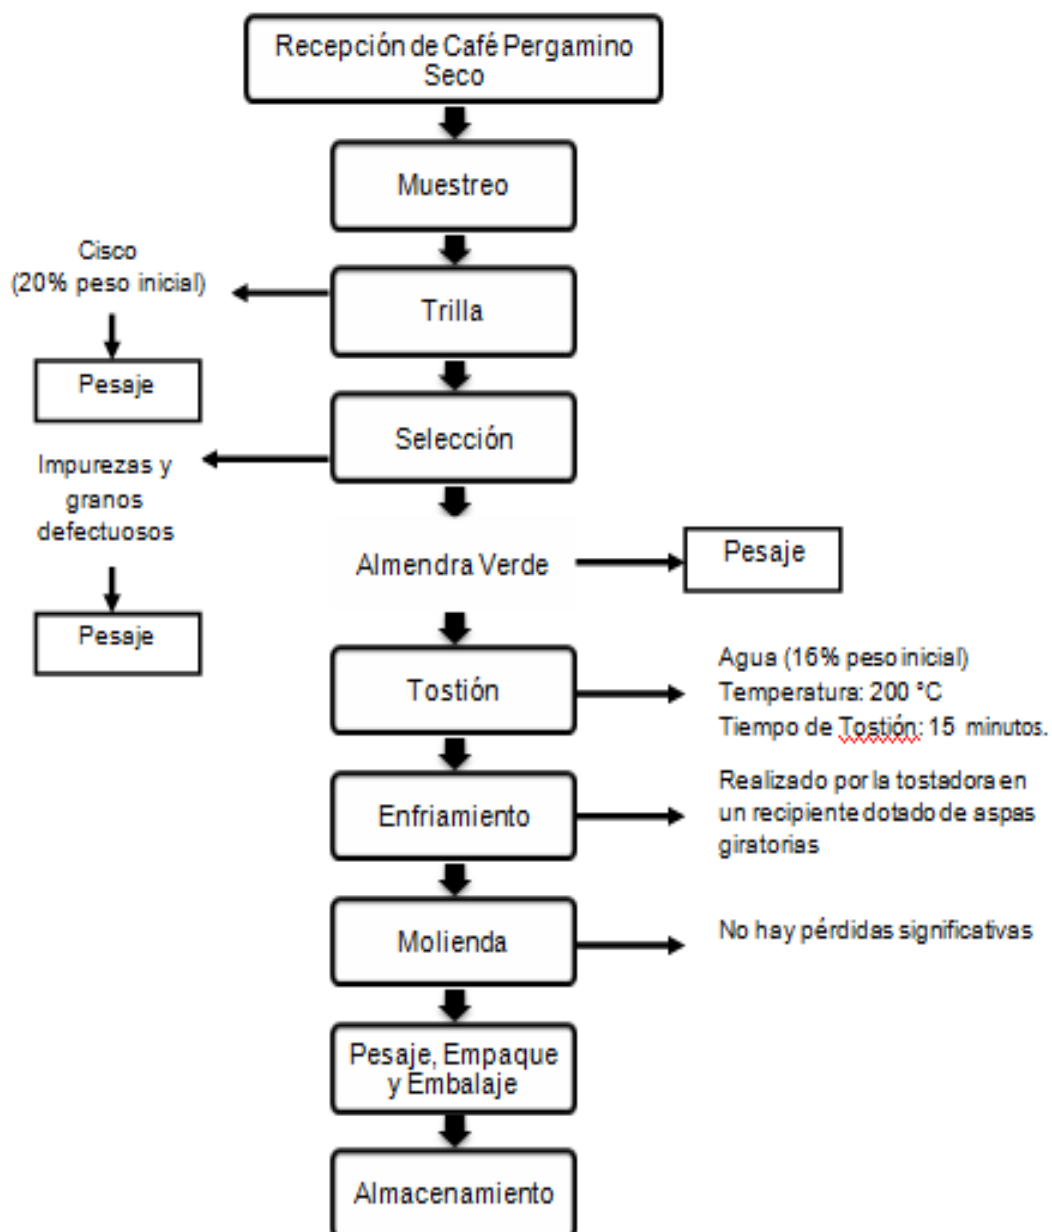 Recepción de Café Pergamino
Seco
Muestreo
Cisco
(20% peso inicial)
Trilla
Pesaje
Selección
Impurezas y
granos
defectuosos
Almendra Verde
Pesaje
Pesaje
Tostión
Agua (16% peso inicial)
Temperatura: 200 °C
Tiempo de Tostión: 15 minutos.
Enfriamiento
Realizado por la tostadora en
un recipiente dotado de aspas
giratorias
Molienda
No hay pérdidas significativas
Pesaje, Empaque
y Embalaje
Almacenamiento